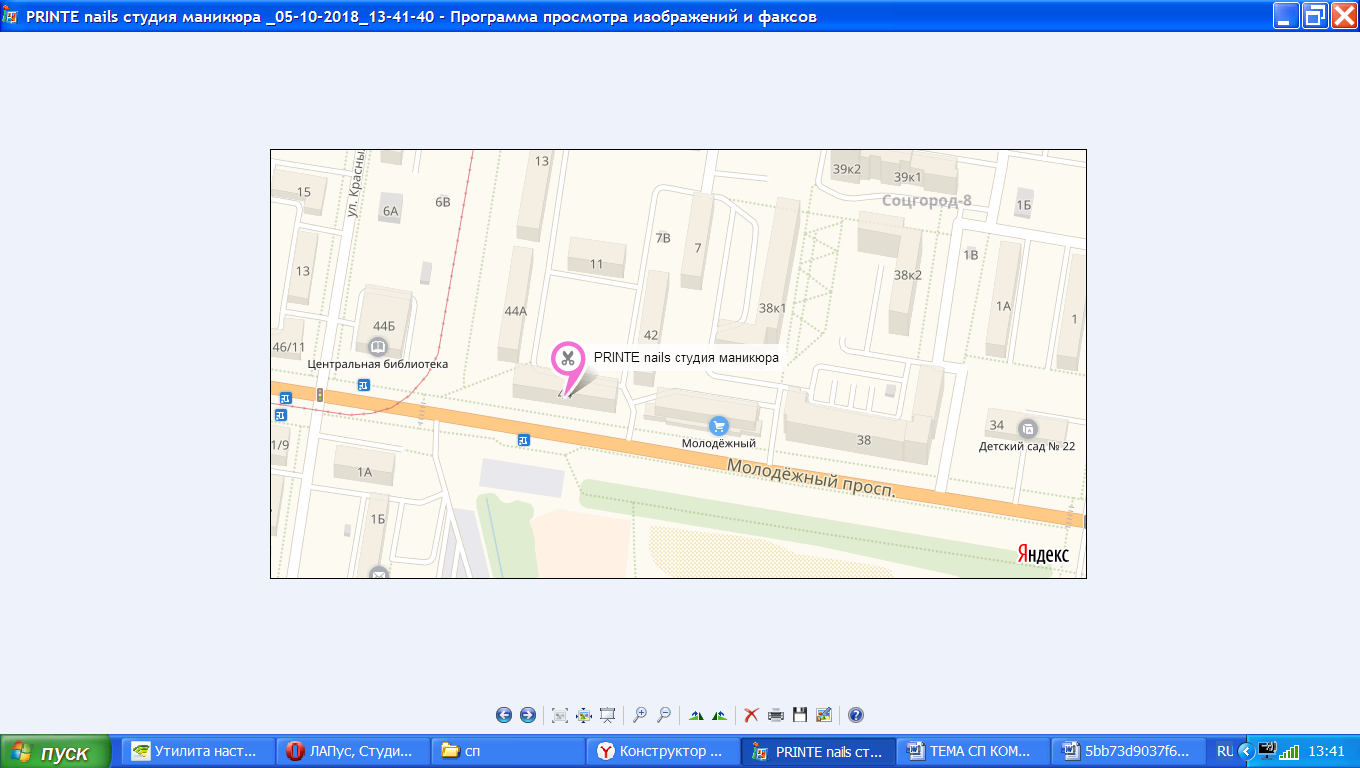 PRINTE nails студия маникюра _05-10-2018_13-41-40 - Программа просмотра изображений и факсов
15
ул. Красны
6А
6В
13
39к2
39к1
Соцгород-8
1Б
7В
7
11
13
38к2
1В
44А
44Б
42
38к1
1А
1
46/11
Центральная библиотека
PRINTE nails студия маникюра
Молодёжный
38
34
Детский сад № 22
1/9
1А
Молодёжный просп.
1Б
Яндекс
пуск
Утилита наст...
ЛАПус, Студи...
сп
Конструктор ...
PRINTE nails ст...
ТЕМА СП КОМ...
5bb73d9037f6...
RU
13:41